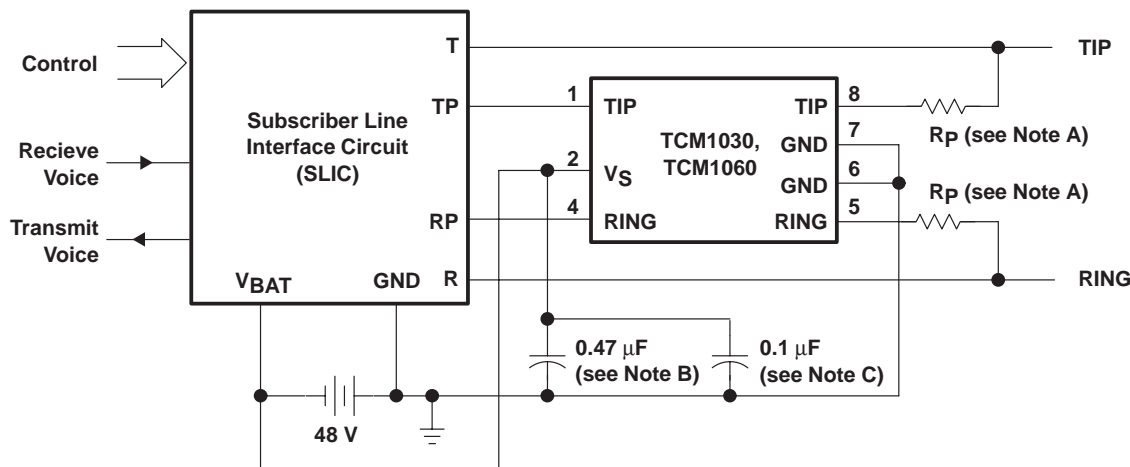 Control
Recieve
Voice
Transmit
Voice
Subscriber Line
Interface Circuit
(SLIC)
T
TP
RP
R
VBAT
GND
1
2
4
TIP
VS
RING
TCM1030,
TCM1060
TIP
GND
GND
RING
8
7
6
5
RP (see Note A)
RP (see Note A)
TIP
RING
0.47 μF
(see Note B)
0.1 μF
(see Note C)
48 V